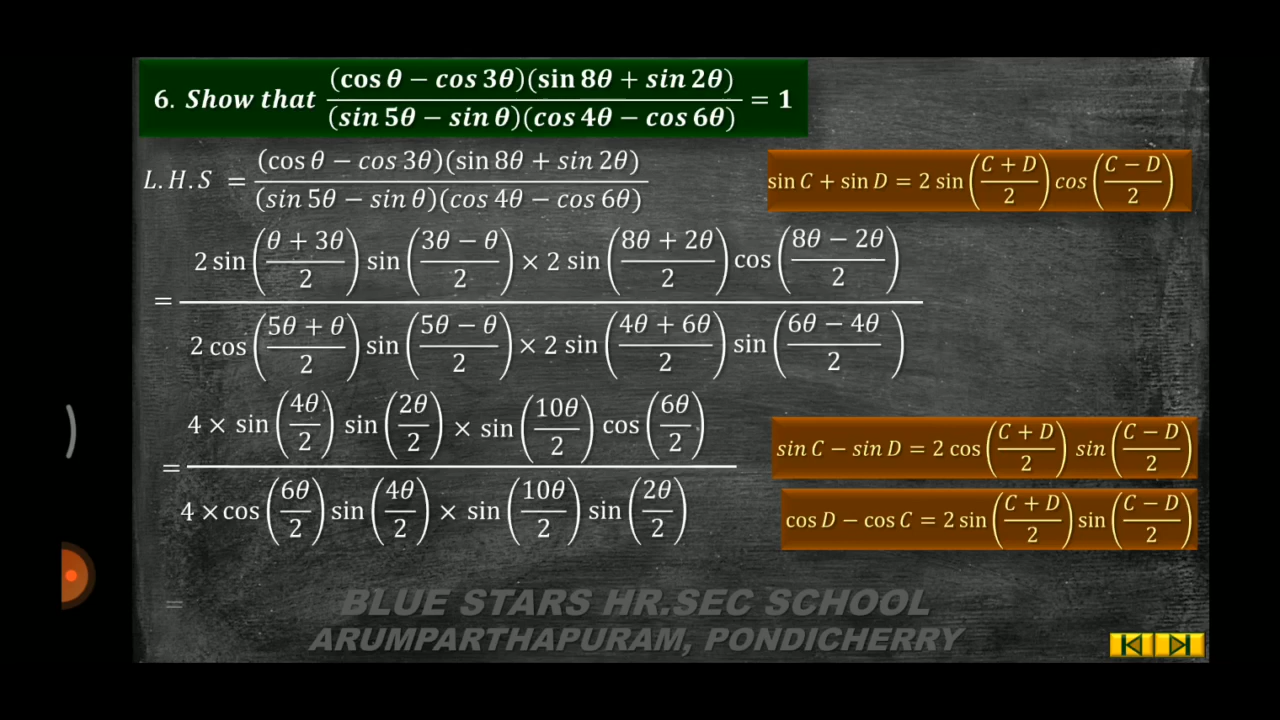 6. Show that (cos θ − cos 3θ)(sin 8θ + sin 2θ) / (sin 5θ − sin θ)(cos 4θ − cos 6θ) = 1
L.H.S = (cos θ − cos 3θ)(sin 8θ + sin 2θ) / (sin 5θ − sin θ)(cos 4θ − cos 6θ)
sin C + sin D = 2 sin ((C + D)/2) cos ((C − D)/2)
= 2 sin ((θ + 3θ)/2) sin ((3θ − θ)/2) × 2 sin ((8θ + 2θ)/2) cos ((8θ − 2θ)/2) / 2 cos ((5θ + θ)/2) sin ((5θ − θ)/2) × 2 sin ((4θ + 6θ)/2) sin ((6θ − 4θ)/2)
= 4 × sin (4θ/2) sin (2θ/2) × sin (10θ/2) cos (6θ/2) / 4 × cos (6θ/2) sin (4θ/2) × sin (10θ/2) sin (2θ/2)
sin C − sin D = 2 cos ((C + D)/2) sin ((C − D)/2)
cos D − cos C = 2 sin ((C + D)/2) sin ((C − D)/2)
=
BLUE STARS HR.SEC SCHOOL
ARUMPARTHAPURAM, PONDICHERRY